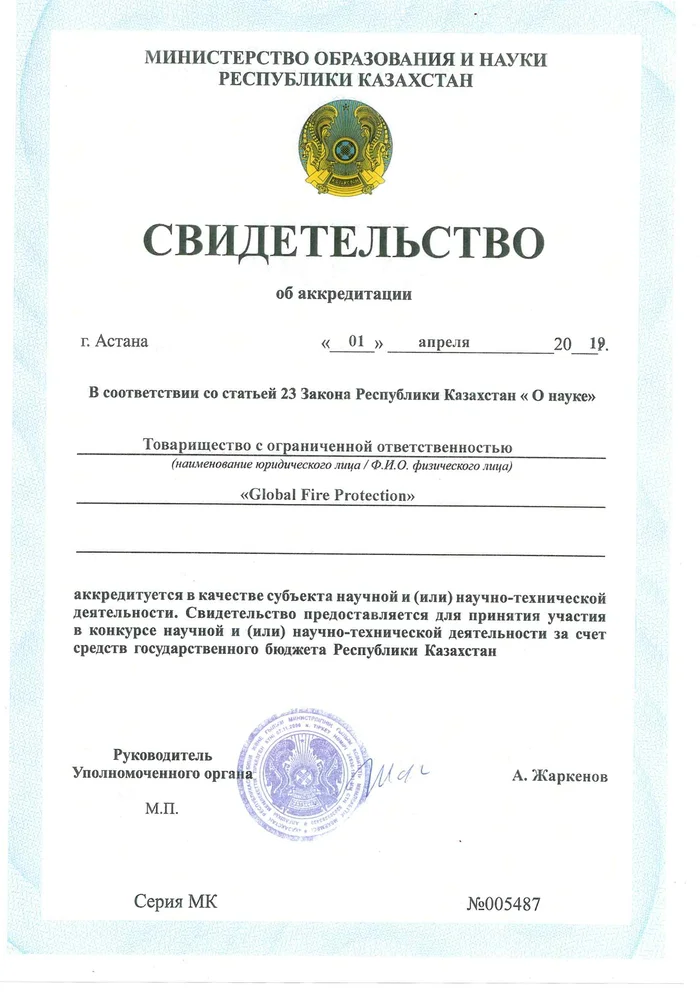 МИНИСТЕРСТВО ОБРАЗОВАНИЯ И НАУКИ
РЕСПУБЛИКИ КАЗАХСТАН
СВИДЕТЕЛЬСТВО
об аккредитации
г. Астана « 01 » апреля 20 19.
В соответствии со статьей 23 Закона Республики Казахстан « О науке»
Товарищество с ограниченной ответственностью
(наименование юридического лица / Ф.И.О. физического лица)
«Global Fire Protection»
аккредитуется в качестве субъекта научной и (или) научно-технической
деятельности. Свидетельство предоставляется для принятия участия
в конкурсе научной и (или) научно-технической деятельности за счет
средств государственного бюджета Республики Казахстан
Руководитель
Уполномоченного органа А. Жаркенов
М.П.
Серия МК №005487